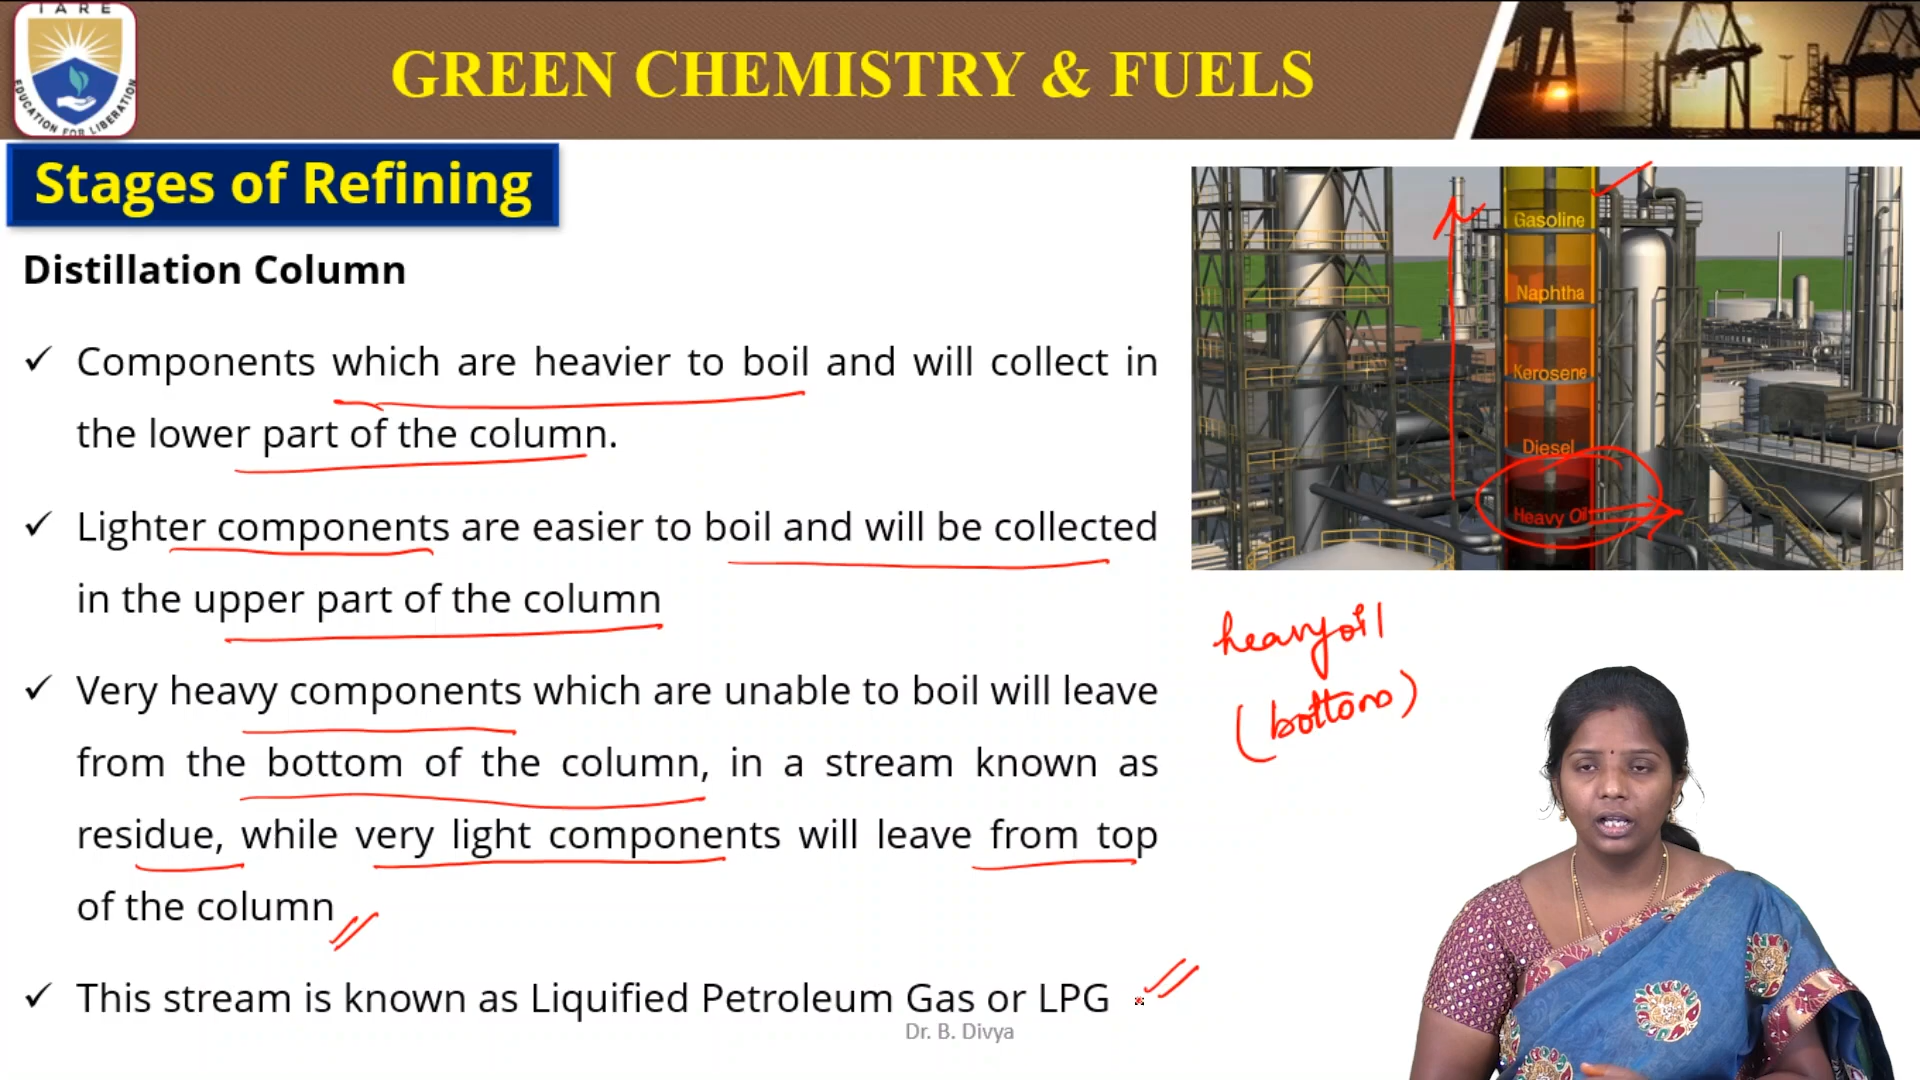 IARE
EDUCATION FOR LIBERATION
GREEN CHEMISTRY & FUELS
Stages of Refining
Distillation Column
✓ Components which are heavier to boil and will collect in
the lower part of the column.
✓ Lighter components are easier to boil and will be collected
in the upper part of the column
✓ Very heavy components which are unable to boil will leave
from the bottom of the column, in a stream known as
residue, while very light components will leave from top
of the column
✓ This stream is known as Liquified Petroleum Gas or LPG
Dr. B. Divya
Gasoline
Naphtha
Kerosene
Diesel
Heavy Oil
heavy oil
(bottom)